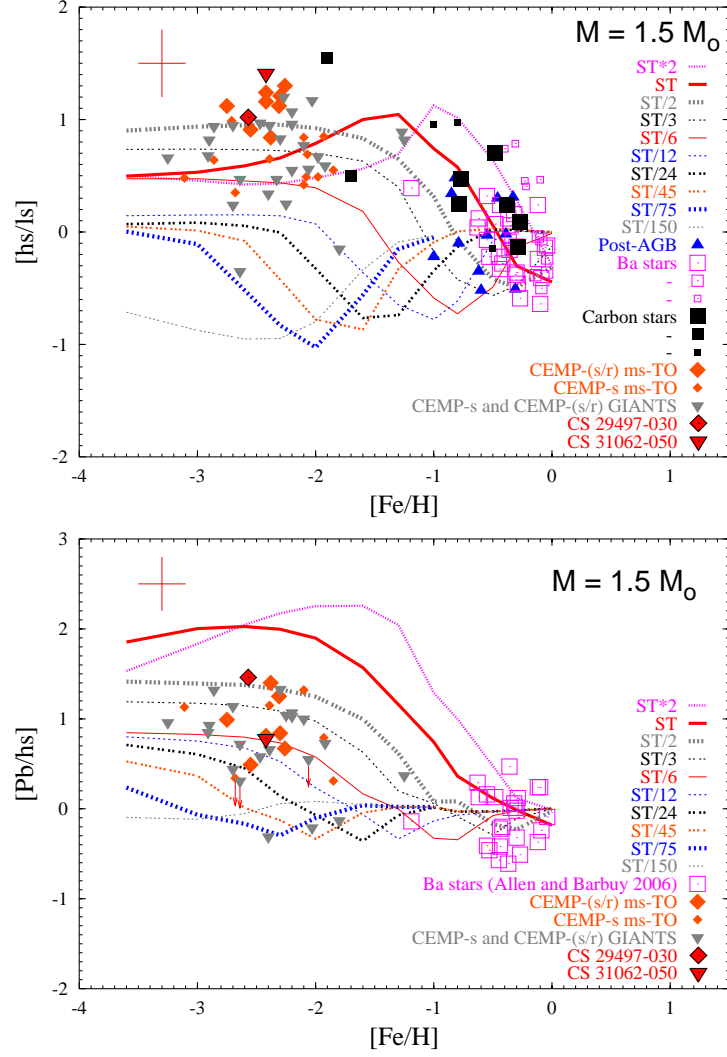 2
M = 1.5 Mo
ST*2
ST
ST/2
1
ST/3
ST/6
ST/12
ST/24
ST/45
ST/75
[hs/ls]
0
ST/150
Post-AGB
Ba stars
-
-
Carbon stars
-1
-
-
CEMP-(s/r) ms-TO
CEMP-s ms-TO
CEMP-s and CEMP-(s/r) GIANTS
CS 29497-030
CS 31062-050
-2
-4 -3 -2 -1 0
[Fe/H]
3
M = 1.5 Mo
2
ST*2
ST
1
ST/2
ST/3
ST/6
[Pb/hs]
ST/12
0
ST/24
ST/45
ST/75
ST/150
Ba stars (Allen and Barbuy 2006)
-1
CEMP-(s/r) ms-TO
CEMP-s ms-TO
CEMP-s and CEMP-(s/r) GIANTS
CS 29497-030
CS 31062-050
-2
-4 -3 -2 -1 0
[Fe/H]